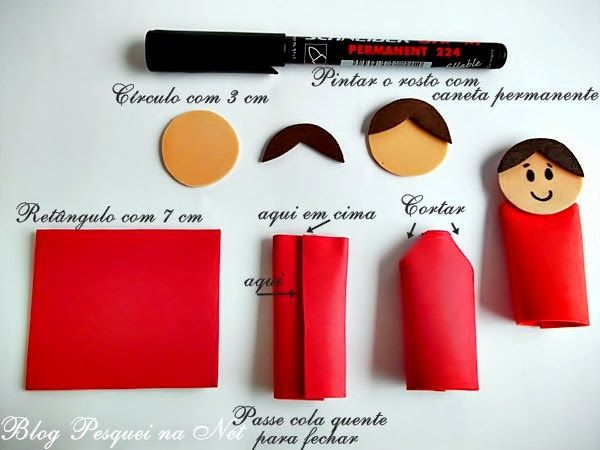 SCHNEIDER
PERMANENT 224
Pintar o rosto com
caneta permanente
Círculo com 3 cm
Retângulo com 7 cm
aqui em cima
Cortar
aqui
Passe cola quente
para fechar
Blog Pesquei na Net